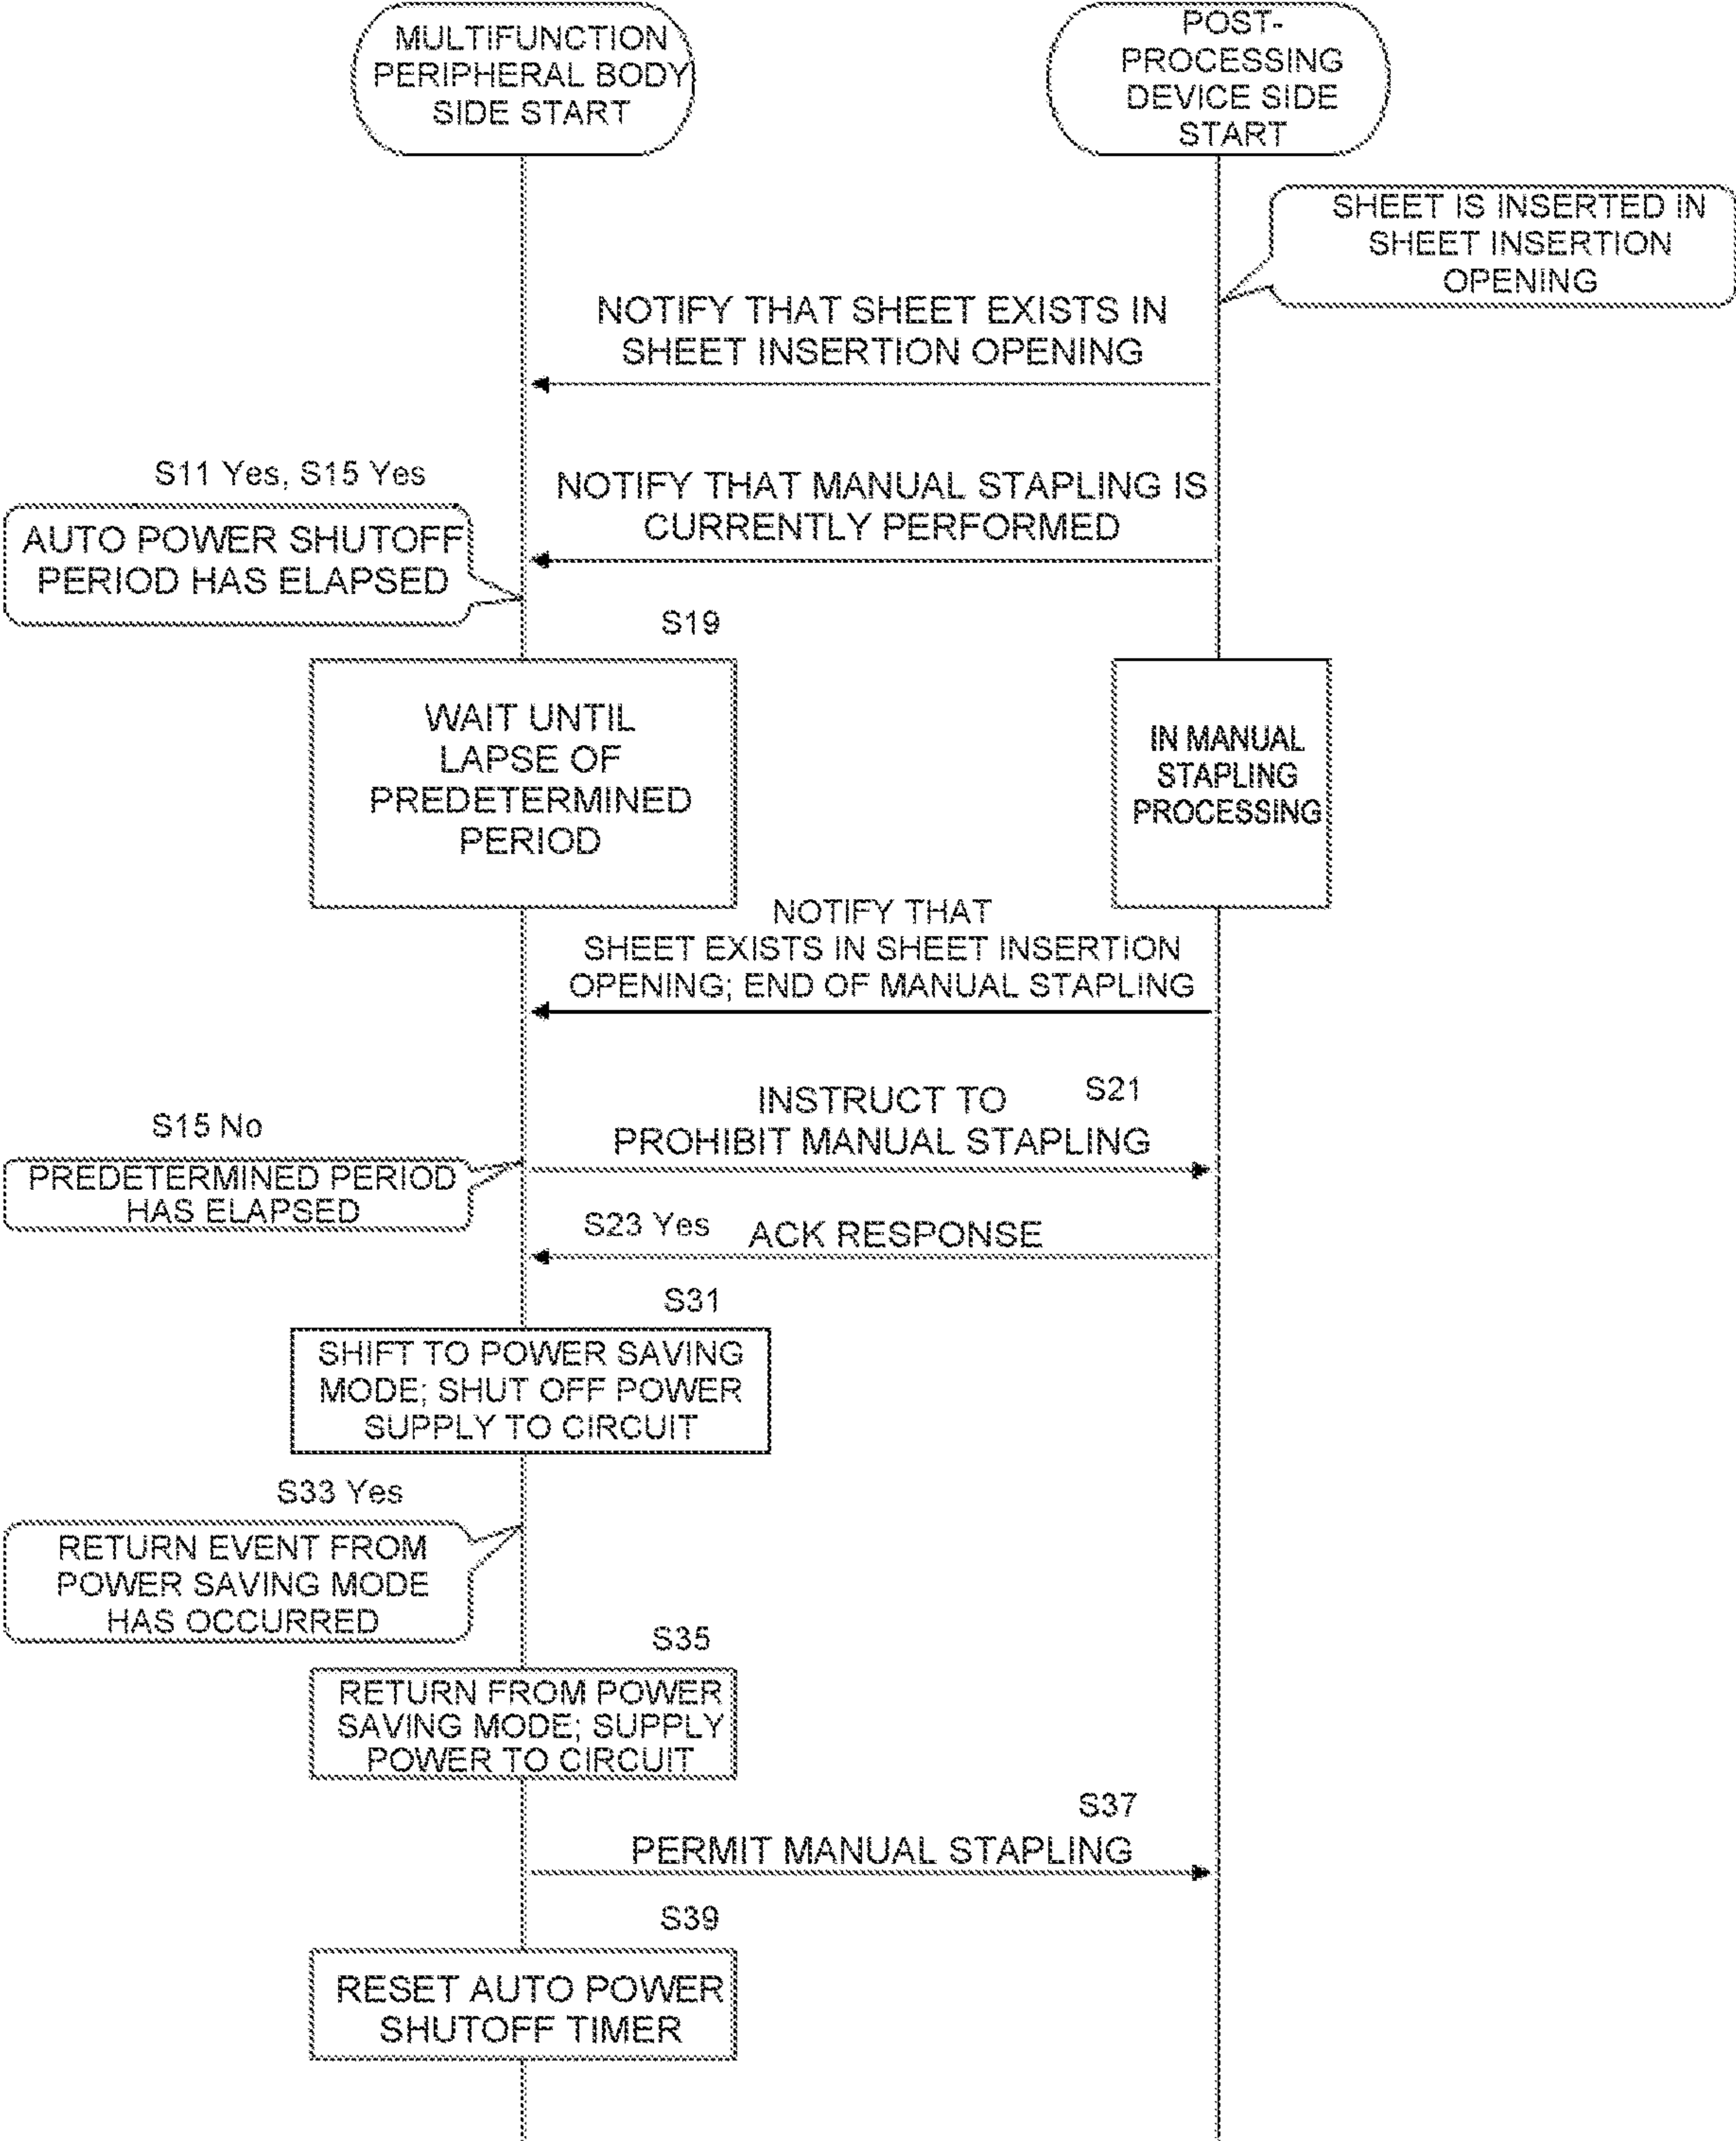 MULTIFUNCTION
PERIPHERAL BODY
SIDE START
POST-
PROCESSING
DEVICE SIDE
START
SHEET IS INSERTED IN
SHEET INSERTION
OPENING
NOTIFY THAT SHEET EXISTS IN
SHEET INSERTION OPENING
S11 Yes, S15 Yes
AUTO POWER SHUTOFF
PERIOD HAS ELAPSED
NOTIFY THAT MANUAL STAPLING IS
CURRENTLY PERFORMED
S19
WAIT UNTIL
LAPSE OF
PREDETERMINED
PERIOD
IN MANUAL
STAPLING
PROCESSING
NOTIFY THAT
SHEET EXISTS IN SHEET INSERTION
OPENING; END OF MANUAL STAPLING
S21
INSTRUCT TO
PROHIBIT MANUAL STAPLING
S15 No
PREDETERMINED PERIOD
HAS ELAPSED
S23 Yes
ACK RESPONSE
S31
SHIFT TO POWER SAVING
MODE; SHUT OFF POWER
SUPPLY TO CIRCUIT
S33 Yes
RETURN EVENT FROM
POWER SAVING MODE
HAS OCCURRED
S35
RETURN FROM POWER
SAVING MODE; SUPPLY
POWER TO CIRCUIT
S37
PERMIT MANUAL STAPLING
S39
RESET AUTO POWER
SHUTOFF TIMER